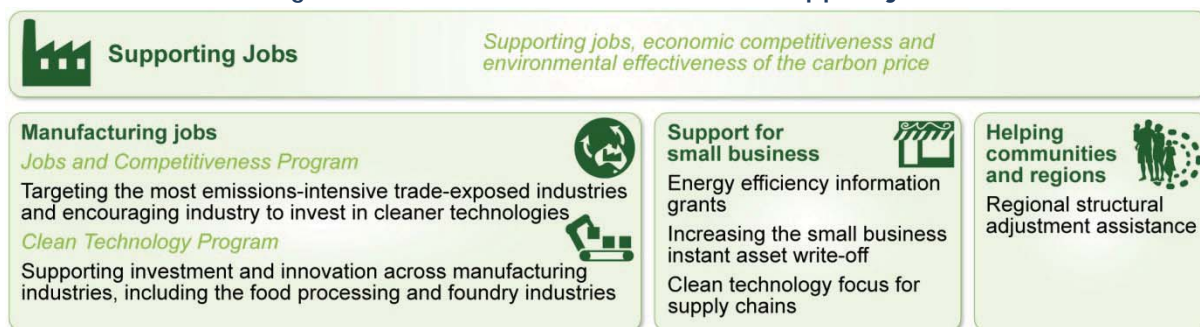 Supporting Jobs
Supporting jobs, economic competitiveness and
environmental effectiveness of the carbon price
Manufacturing jobs
Jobs and Competitiveness Program
Targeting the most emissions-intensive trade-exposed industries
and encouraging industry to invest in cleaner technologies
Clean Technology Program
Supporting investment and innovation across manufacturing
industries, including the food processing and foundry industries
Support for
small business
Energy efficiency information
grants
Increasing the small business
instant asset write-off
Clean technology focus for
supply chains
Helping
communities
and regions
Regional structural
adjustment assistance